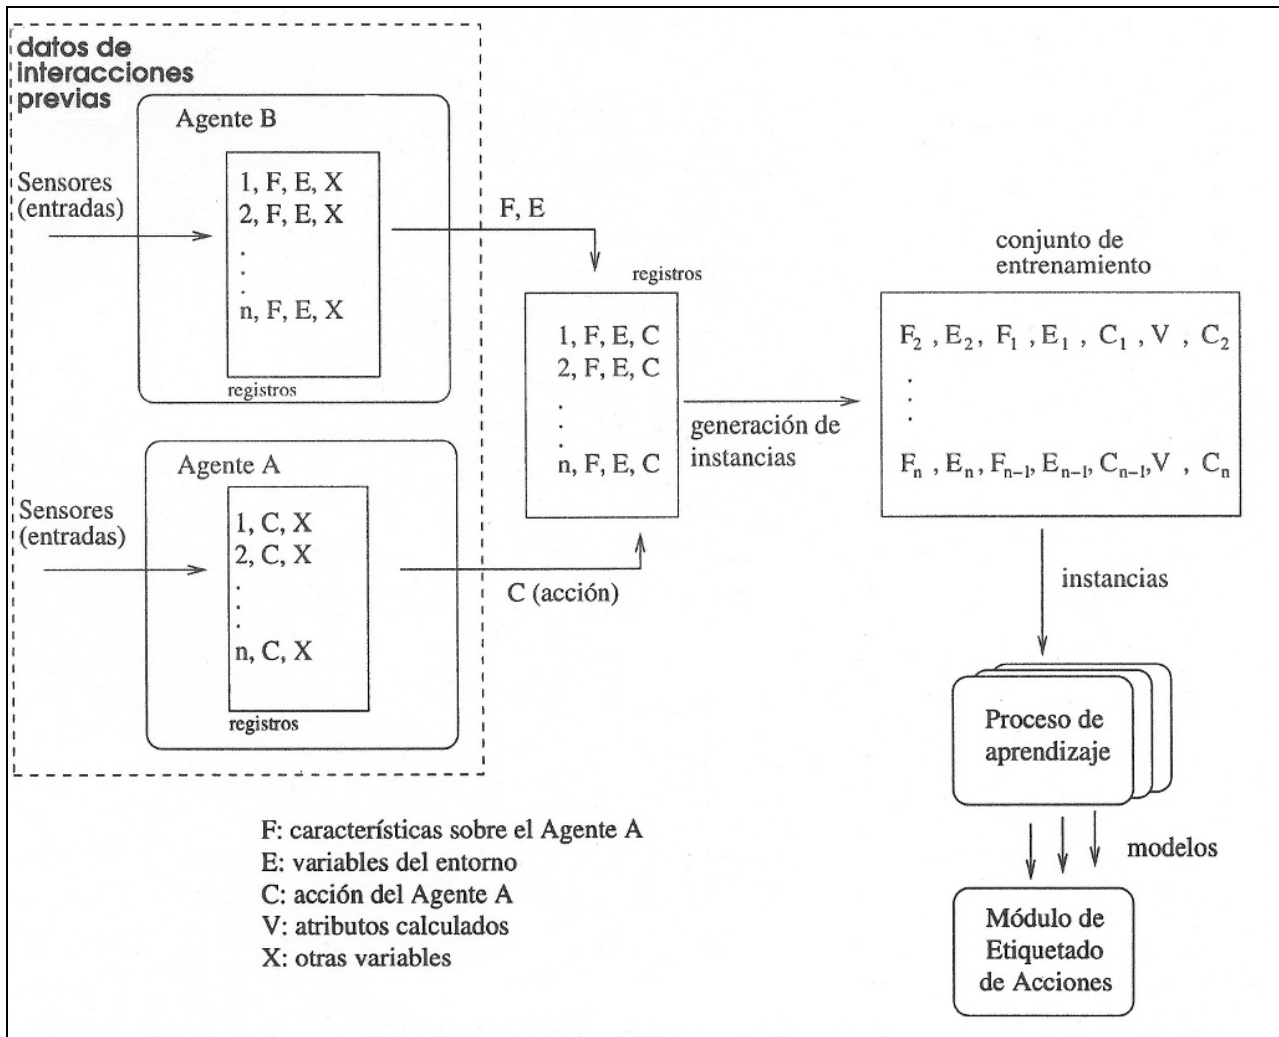 datos de
interacciones
previas
Agente B
Sensores
(entradas)
1, F, E, X
2, F, E, X
.
.
.
n, F, E, X
registros
F, E
Agente A
Sensores
(entradas)
1, C, X
2, C, X
.
.
.
n, C, X
registros
C (acción)
registros
1, F, E, C
2, F, E, C
.
.
.
n, F, E, C
generación de
instancias
conjunto de
entrenamiento
F₂ , E₂ , F₁ , E₁ , C₁ , V , C₂
.
.
.
Fₙ , Eₙ, Fₙ₋₁, Eₙ₋₁, Cₙ₋₁, V , Cₙ
instancias
Proceso de
aprendizaje
modelos
Módulo de
Etiquetado
de Acciones
F: características sobre el Agente A
E: variables del entorno
C: acción del Agente A
V: atributos calculados
X: otras variables